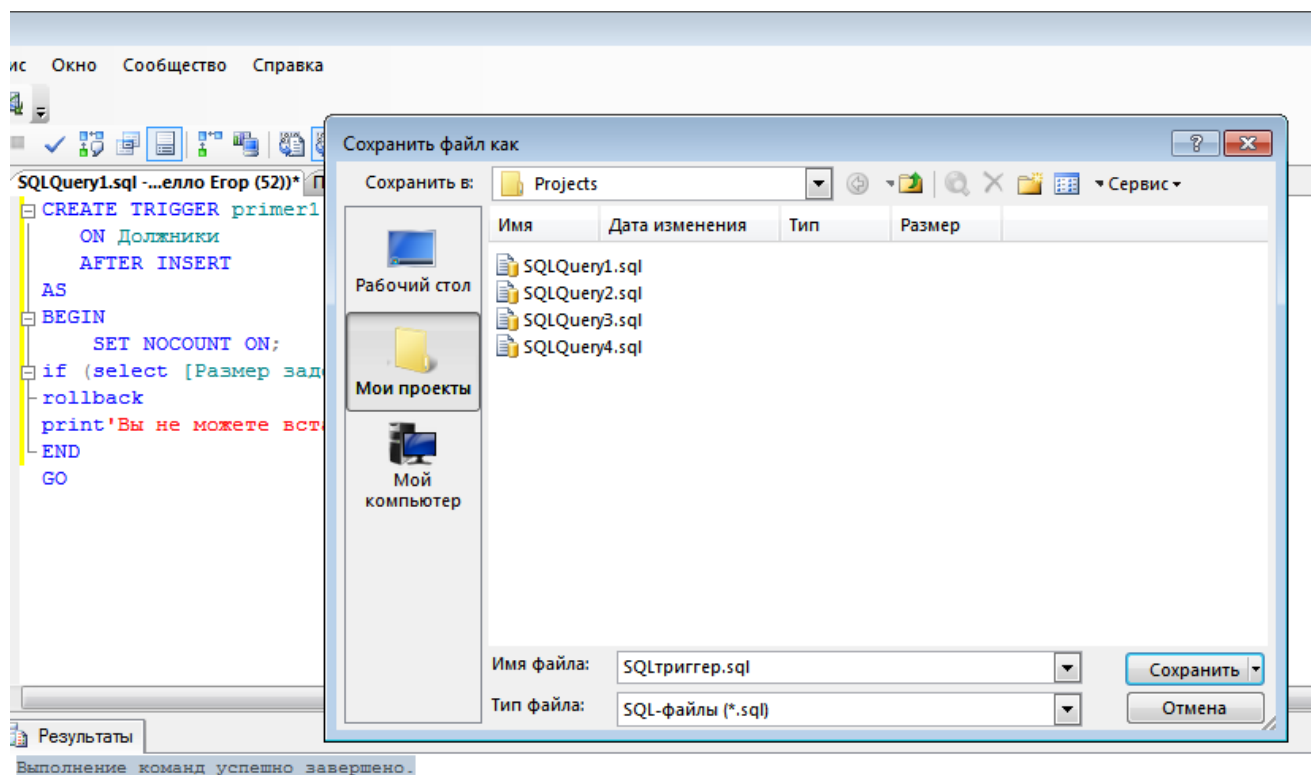 ис Окно Сообщество Справка
SQLQuery1.sql -...елло Егор (52))*
CREATE TRIGGER primer1
ON Должники
AFTER INSERT
AS
BEGIN
SET NOCOUNT ON;
if (select [Размер зад
rollback
print'Вы не можете вст
END
GO
Результаты
Выполнение команд успешно завершено.
Сохранить файл как
Сохранить в: Projects Сервис
Имя Дата изменения Тип Размер
SQLQuery1.sql
SQLQuery2.sql
SQLQuery3.sql
SQLQuery4.sql
Рабочий стол
Мои проекты
Мой
компьютер
Имя файла: SQLтриггер.sql Сохранить
Тип файла: SQL-файлы (*.sql) Отмена